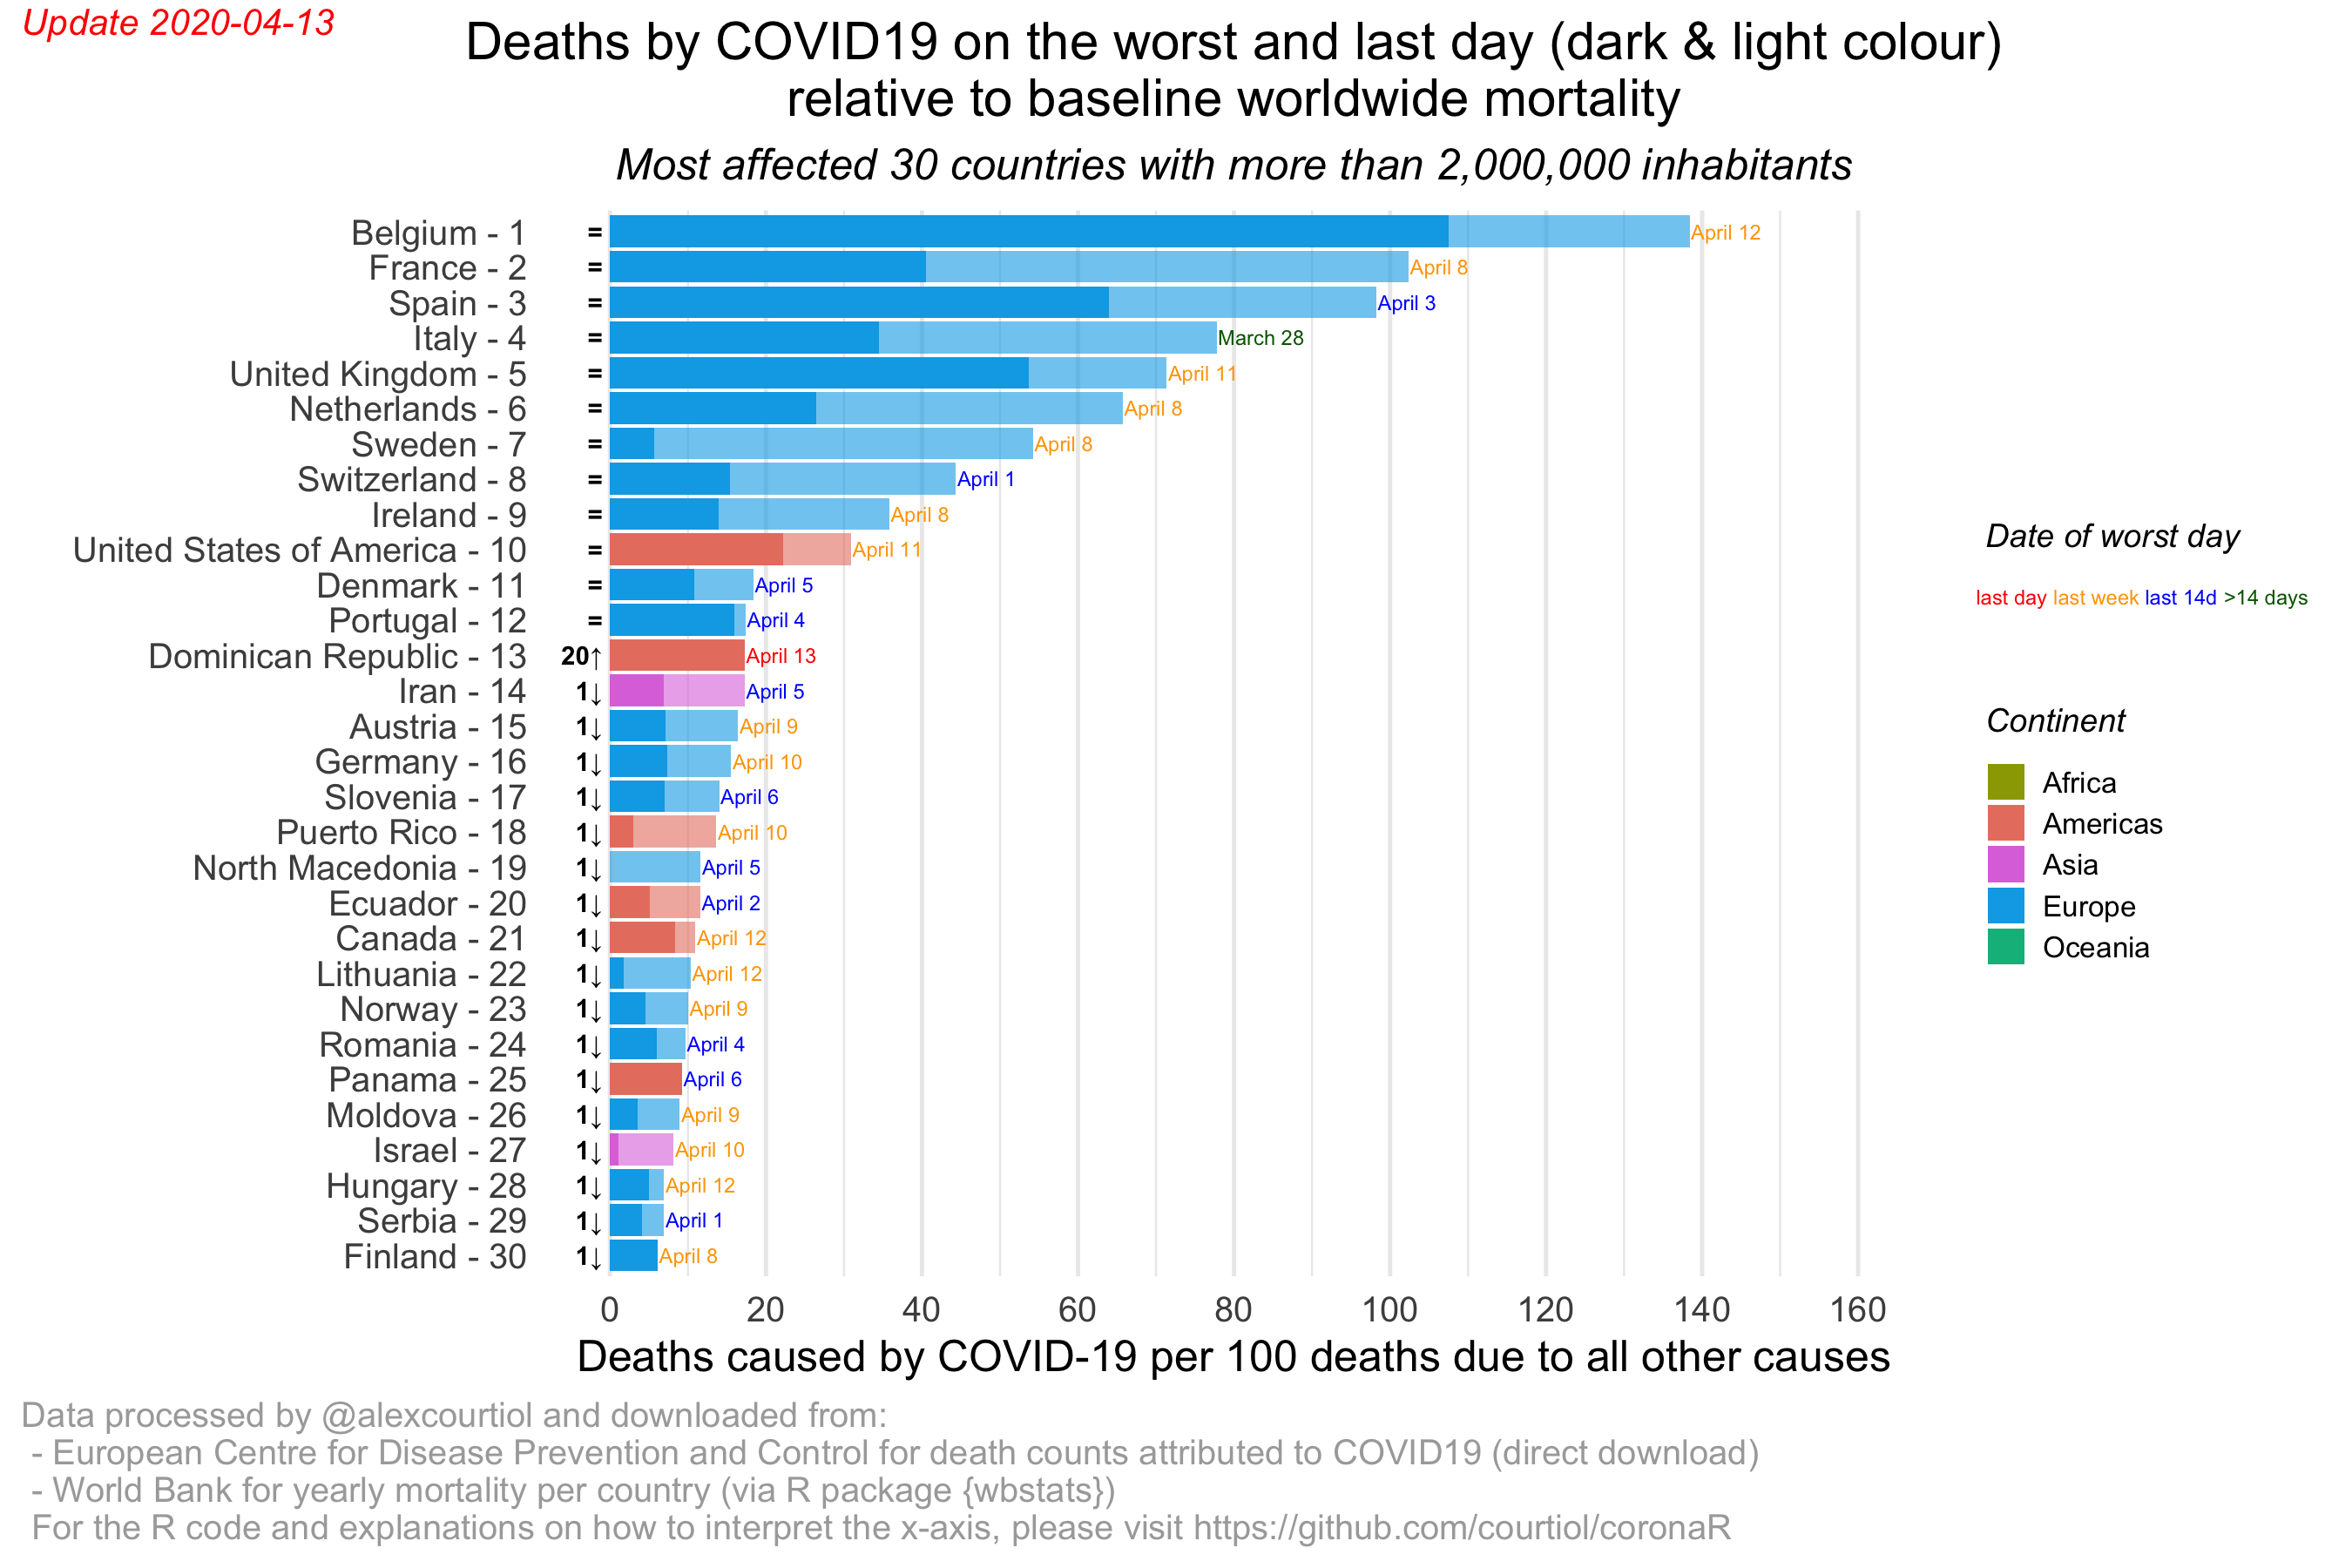 Update 2020-04-13
Deaths by COVID19 on the worst and last day (dark & light colour)
relative to baseline worldwide mortality
Most affected 30 countries with more than 2,000,000 inhabitants
Belgium - 1 = April 12
France - 2 = April 8
Spain - 3 = April 3
Italy - 4 = March 28
United Kingdom - 5 = April 11
Netherlands - 6 = April 8
Sweden - 7 = April 8
Switzerland - 8 = April 1
Ireland - 9 = April 8
United States of America - 10 = April 11
Denmark - 11 = April 5
Portugal - 12 = April 4
Dominican Republic - 13 20↑ April 13
Iran - 14 1↓ April 5
Austria - 15 1↓ April 9
Germany - 16 1↓ April 10
Slovenia - 17 1↓ April 6
Puerto Rico - 18 1↓ April 10
North Macedonia - 19 1↓ April 5
Ecuador - 20 1↓ April 2
Canada - 21 1↓ April 12
Lithuania - 22 1↓ April 12
Norway - 23 1↓ April 9
Romania - 24 1↓ April 4
Panama - 25 1↓ April 6
Moldova - 26 1↓ April 9
Israel - 27 1↓ April 10
Hungary - 28 1↓ April 12
Serbia - 29 1↓ April 1
Finland - 30 1↓ April 8
0 20 40 60 80 100 120 140 160
Deaths caused by COVID-19 per 100 deaths due to all other causes
Date of worst day
last day last week last 14d >14 days
Continent
Africa
Americas
Asia
Europe
Oceania
Data processed by @alexcourtiol and downloaded from:
- European Centre for Disease Prevention and Control for death counts attributed to COVID19 (direct download)
- World Bank for yearly mortality per country (via R package {wbstats})
For the R code and explanations on how to interpret the x-axis, please visit https://github.com/courtiol/coronaR